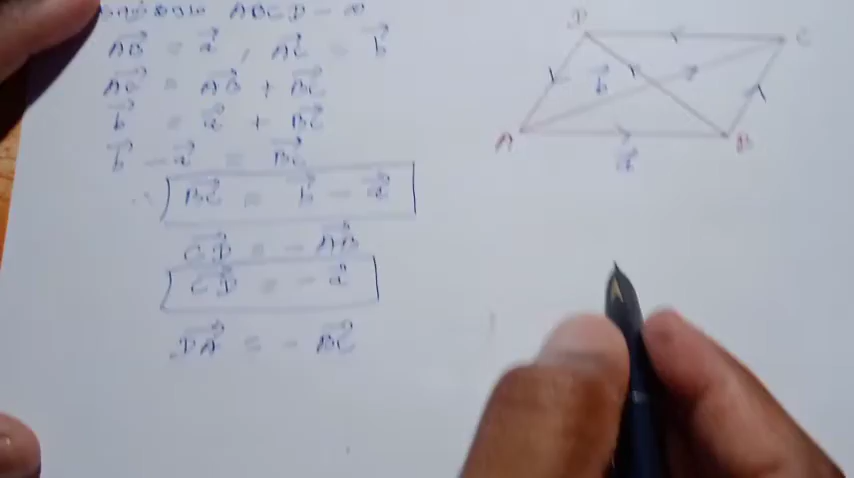 ABCD - ல்
AB⃗ = a⃗ , AC⃗ = b⃗
AC⃗ = AB⃗ + BC⃗
b⃗ = a⃗ + BC⃗
b⃗ - a⃗ = BC⃗
∴ BC⃗ = b⃗ - a⃗
CD⃗ = - AB⃗
CD⃗ = - a⃗
DA⃗ = - BC⃗
D
C
b⃗
A
B
a⃗